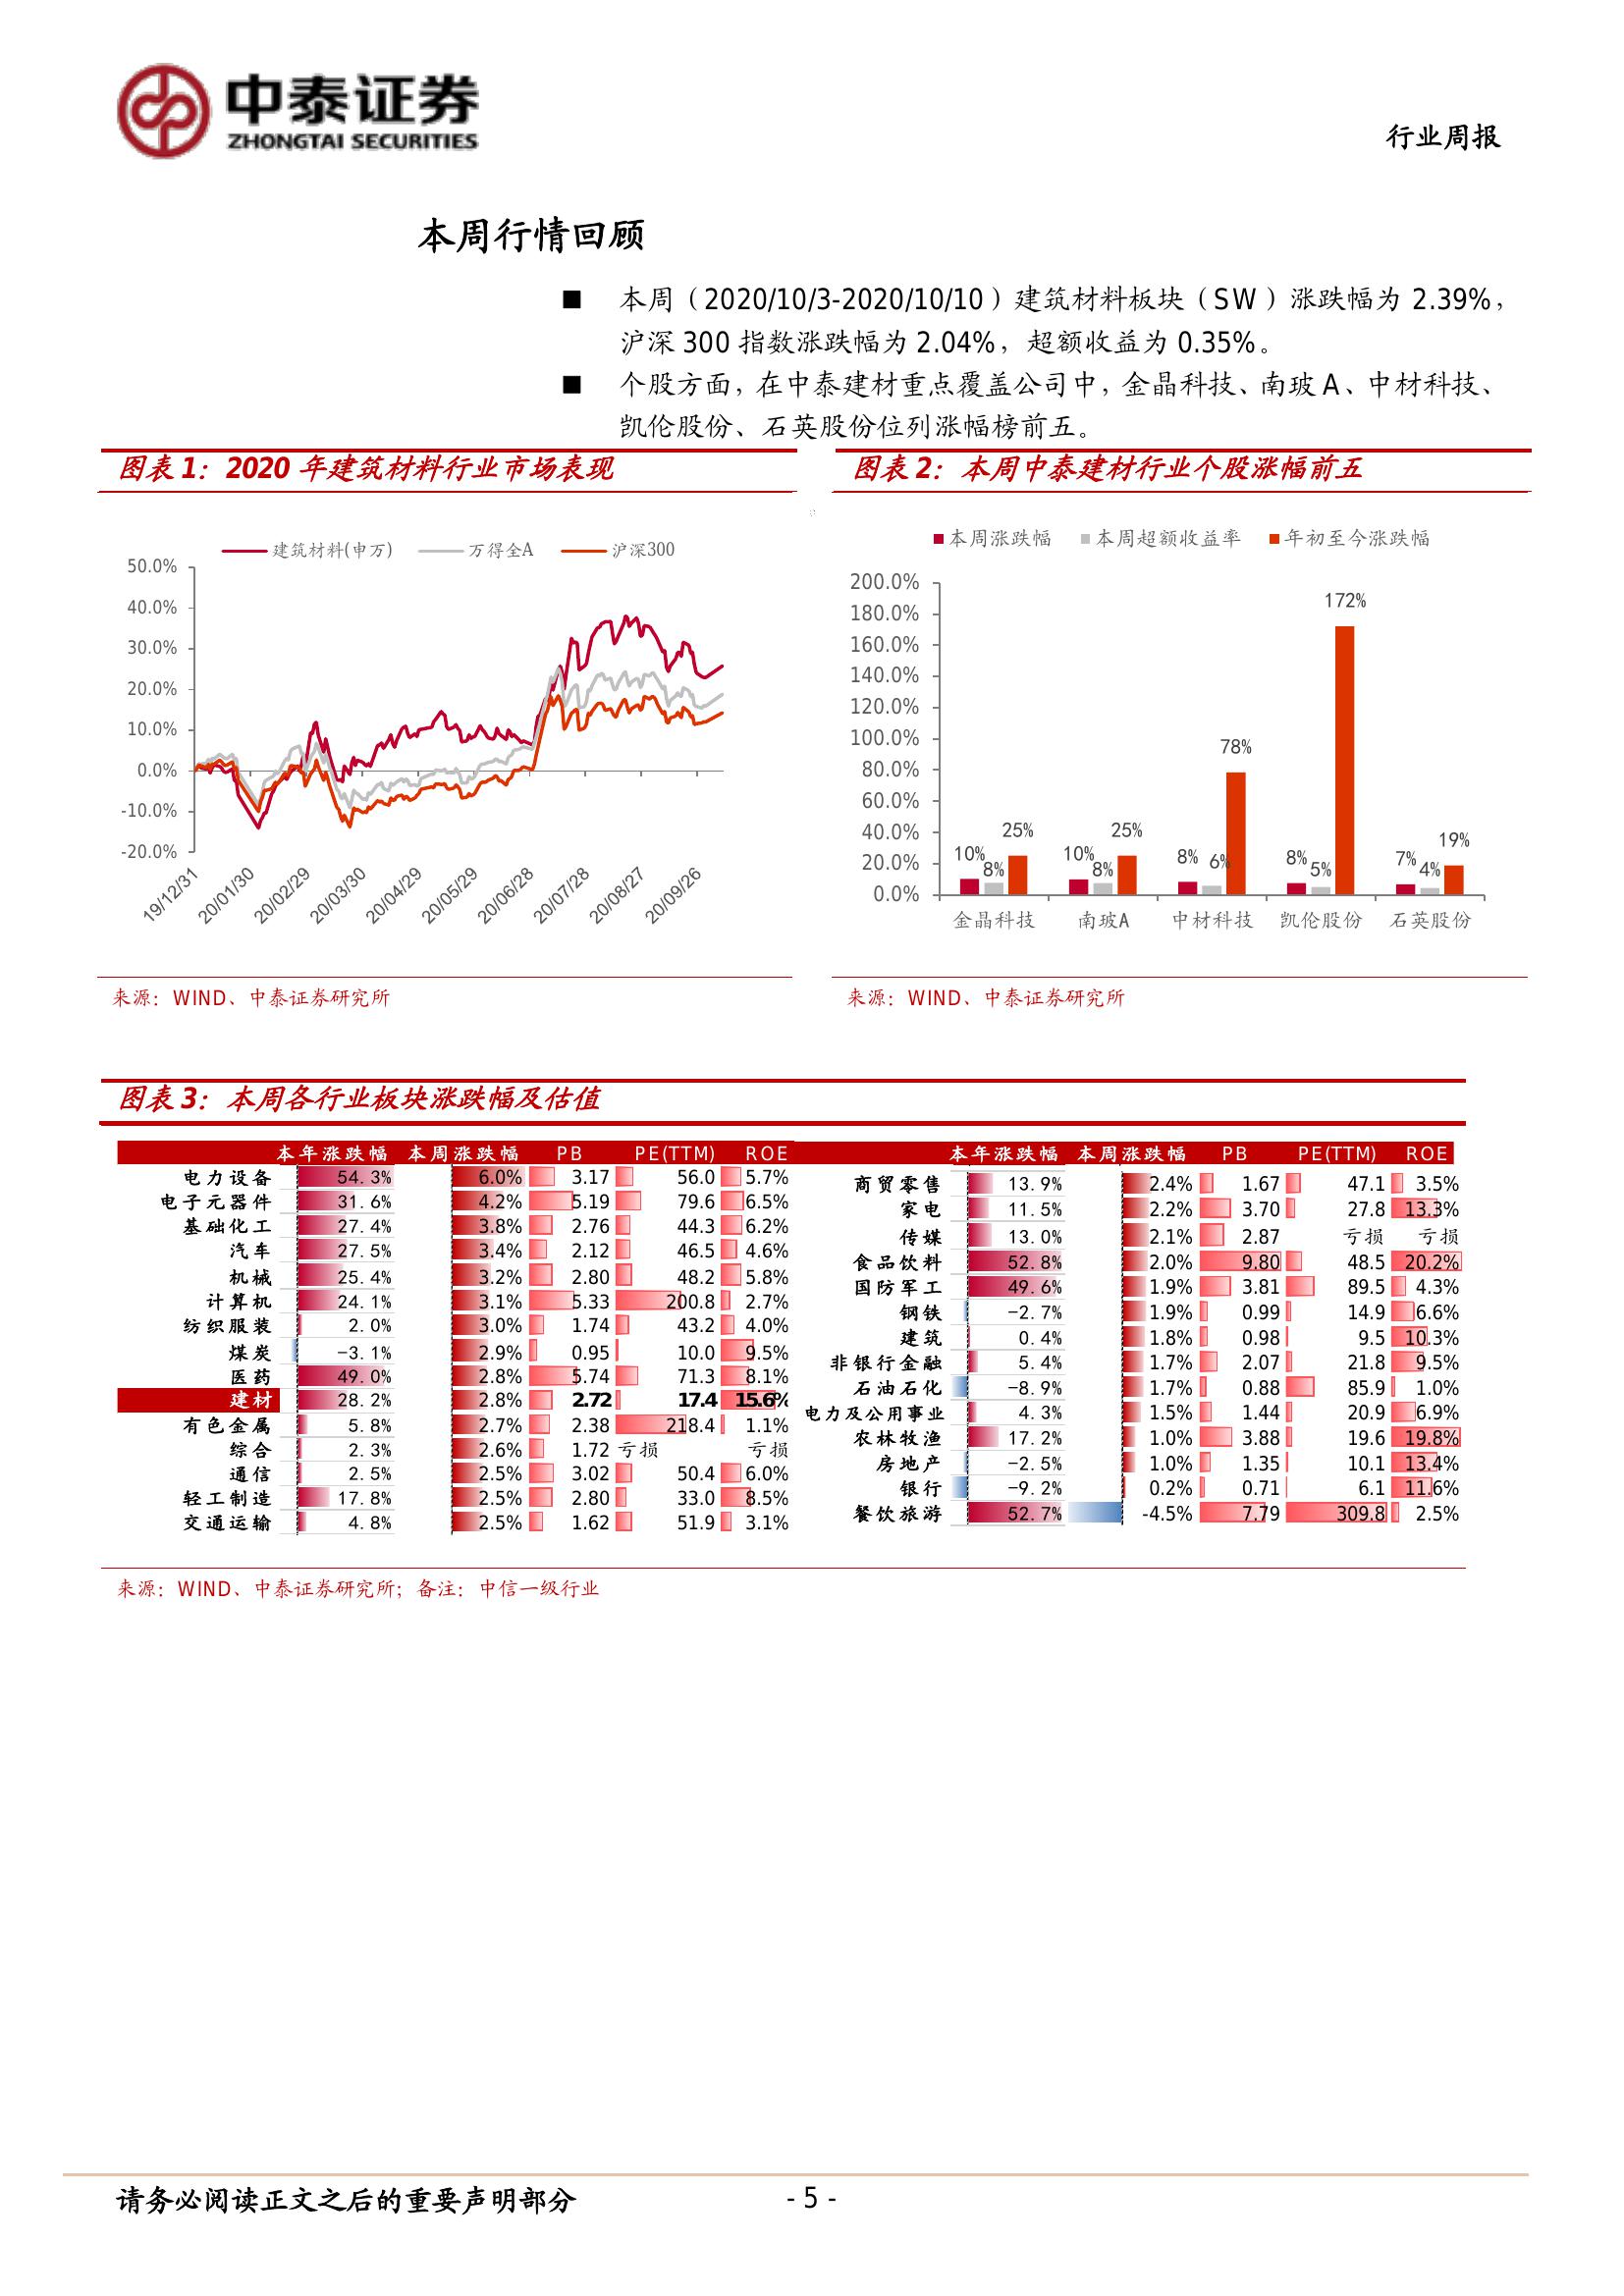 中泰证券
ZHONGTAI SECURITIES
行业周报
本周行情回顾
■ 本周（2020/10/3-2020/10/10）建筑材料板块（SW）涨跌幅为 2.39%，
沪深 300 指数涨跌幅为 2.04%，超额收益为 0.35%。
■ 个股方面，在中泰建材重点覆盖公司中，金晶科技、南玻 A、中材科技、
凯伦股份、石英股份位列涨幅榜前五。
图表 1：2020 年建筑材料行业市场表现
建筑材料(申万) 万得全A 沪深300
50.0%
40.0%
30.0%
20.0%
10.0%
0.0%
-10.0%
-20.0%
19/12/31 20/01/30 20/02/29 20/03/30 20/04/29 20/05/29 20/06/28 20/07/28 20/08/27 20/09/26
来源：WIND、中泰证券研究所
图表 2：本周中泰建材行业个股涨幅前五
本周涨跌幅 本周超额收益率 年初至今涨跌幅
200.0%
180.0%
160.0%
140.0%
120.0%
100.0%
80.0%
60.0%
40.0%
20.0%
0.0%
10% 8% 25% 10% 8% 25% 8% 6% 78% 8% 5% 172% 7% 4% 19%
金晶科技 南玻A 中材科技 凯伦股份 石英股份
来源：WIND、中泰证券研究所
图表 3：本周各行业板块涨跌幅及估值
本年涨跌幅 本周涨跌幅 PB PE(TTM) ROE
电力设备 54.3% 6.0% 3.17 56.0 5.7%
电子元器件 31.6% 4.2% 5.19 79.6 6.5%
基础化工 27.4% 3.8% 2.76 44.3 6.2%
汽车 27.5% 3.4% 2.12 46.5 4.6%
机械 25.4% 3.2% 2.80 48.2 5.8%
计算机 24.1% 3.1% 5.33 200.8 2.7%
纺织服装 2.0% 3.0% 1.74 43.2 4.0%
煤炭 -3.1% 2.9% 0.95 10.0 9.5%
医药 49.0% 2.8% 5.74 71.3 8.1%
建材 28.2% 2.8% 2.72 17.4 15.6%
有色金属 5.8% 2.7% 2.38 218.4 1.1%
综合 2.3% 2.6% 1.72 亏损 亏损
通信 2.5% 2.5% 3.02 50.4 6.0%
轻工制造 17.8% 2.5% 2.80 33.0 8.5%
交通运输 4.8% 2.5% 1.62 51.9 3.1%
本年涨跌幅 本周涨跌幅 PB PE(TTM) ROE
商贸零售 13.9% 2.4% 1.67 47.1 3.5%
家电 11.5% 2.2% 3.70 27.8 13.3%
传媒 13.0% 2.1% 2.87 亏损 亏损
食品饮料 52.8% 2.0% 9.80 48.5 20.2%
国防军工 49.6% 1.9% 3.81 89.5 4.3%
钢铁 -2.7% 1.9% 0.99 14.9 6.6%
建筑 0.4% 1.8% 0.98 9.5 10.3%
非银行金融 5.4% 1.7% 2.07 21.8 9.5%
石油石化 -8.9% 1.7% 0.88 85.9 1.0%
电力及公用事业 4.3% 1.5% 1.44 20.9 6.9%
农林牧渔 17.2% 1.0% 3.88 19.6 19.8%
房地产 -2.5% 1.0% 1.35 10.1 13.4%
银行 -9.2% 0.2% 0.71 6.1 11.6%
餐饮旅游 52.7% -4.5% 7.79 309.8 2.5%
来源：WIND、中泰证券研究所；备注：中信一级行业
请务必阅读正文之后的重要声明部分
- 5 -